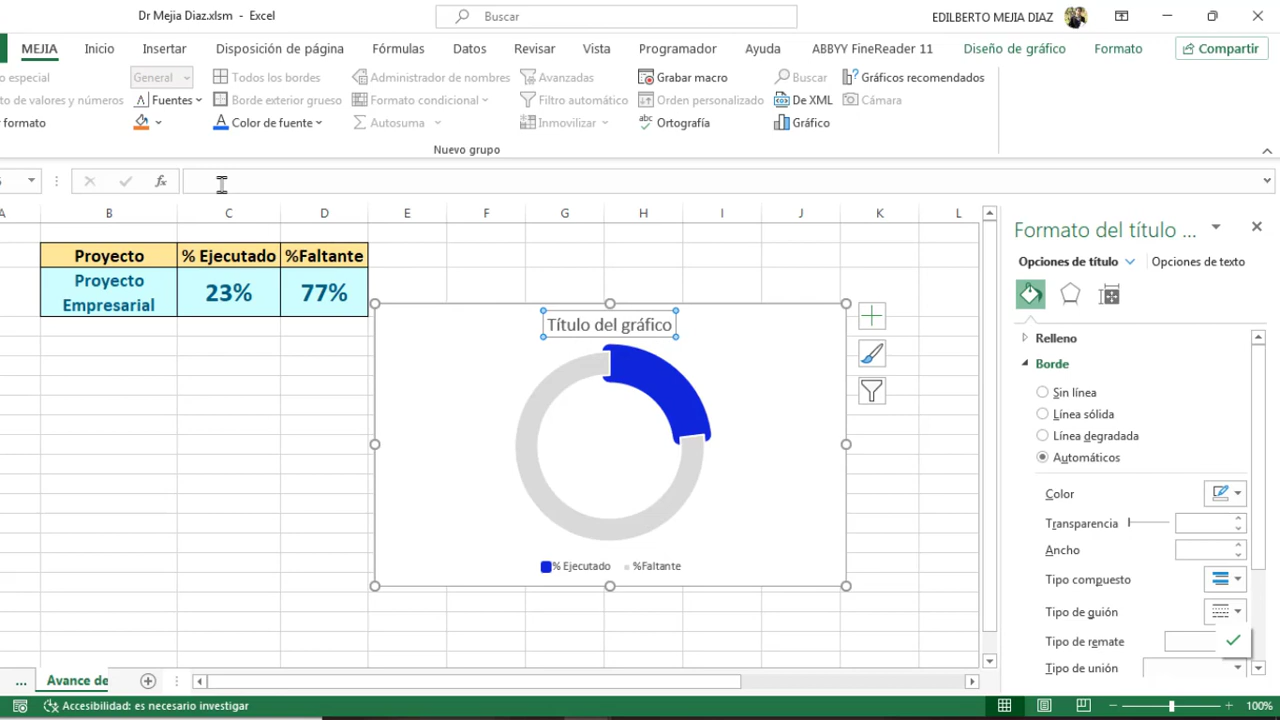 Dr Mejia Diaz.xlsm - Excel
Buscar
EDILBERTO MEJIA DIAZ
MEJIA Inicio Insertar Disposición de página Fórmulas Datos Revisar Vista Programador Ayuda ABBYY FineReader 11 Diseño de gráfico Formato Compartir
o especial General Todos los bordes Administrador de nombres Avanzadas Grabar macro Buscar Gráficos recomendados
to de valores y números Fuentes Borde exterior grueso Formato condicional Filtro automático Orden personalizado De XML Cámara
r formato Color de fuente Autosuma Inmovilizar Ortografía Gráfico
Nuevo grupo
fx
A B C D E F G H I J K L
Proyecto % Ejecutado %Faltante
Proyecto
Empresarial
23% 77%
Título del gráfico
% Ejecutado %Faltante
Formato del título ...
Opciones de título Opciones de texto
Relleno
Borde
Sin línea
Línea sólida
Línea degradada
Automáticos
Color
Transparencia
Ancho
Tipo compuesto
Tipo de guión
Tipo de remate
Tipo de unión
... Avance de
Accesibilidad: es necesario investigar
100%